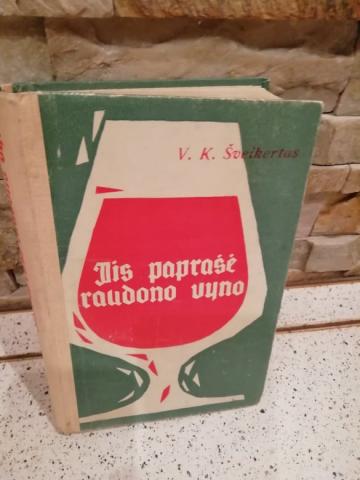 V. K. Šveikertas
Jis paprašė
raudono vyno